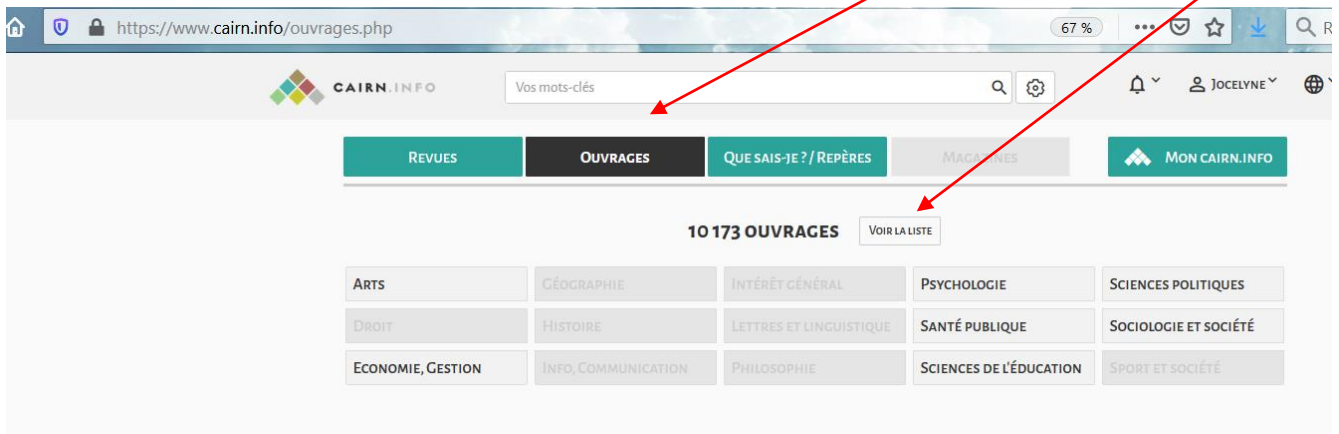 https://www.cairn.info/ouvrages.php 67 % R
CAIRN.INFO Vos mots-clés JOCELYNE
REVUES OUVRAGES QUE SAIS-JE ? / REPÈRES MAGAZINES MON CAIRN.INFO
10 173 OUVRAGES VOIR LA LISTE
ARTS GÉOGRAPHIE INTÉRÊT GÉNÉRAL PSYCHOLOGIE SCIENCES POLITIQUES
DROIT HISTOIRE LETTRES ET LINGUISTIQUE SANTÉ PUBLIQUE SOCIOLOGIE ET SOCIÉTÉ
ECONOMIE, GESTION INFO, COMMUNICATION PHILOSOPHIE SCIENCES DE L'ÉDUCATION SPORT ET SOCIÉTÉ